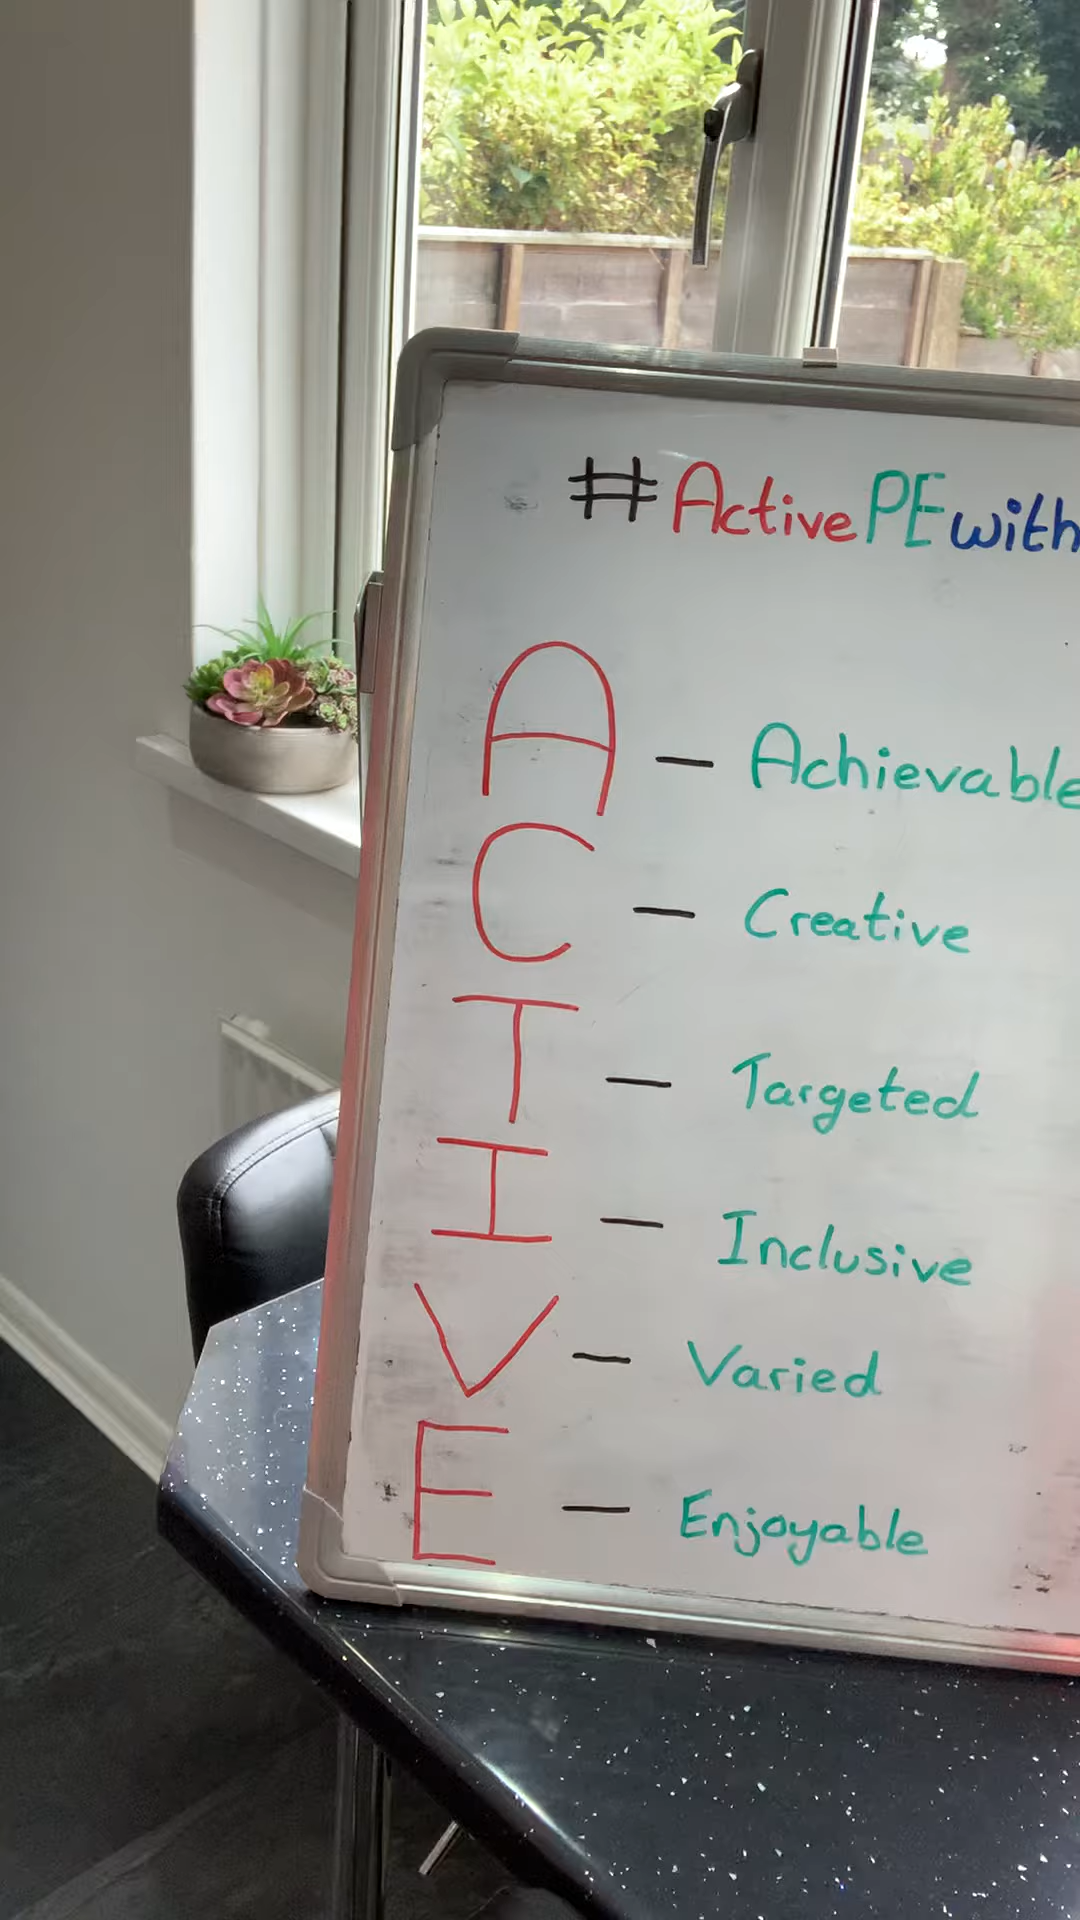 #ActivePEwith
A - Achievable
C - Creative
T - Targeted
I - Inclusive
V - Varied
E - Enjoyable